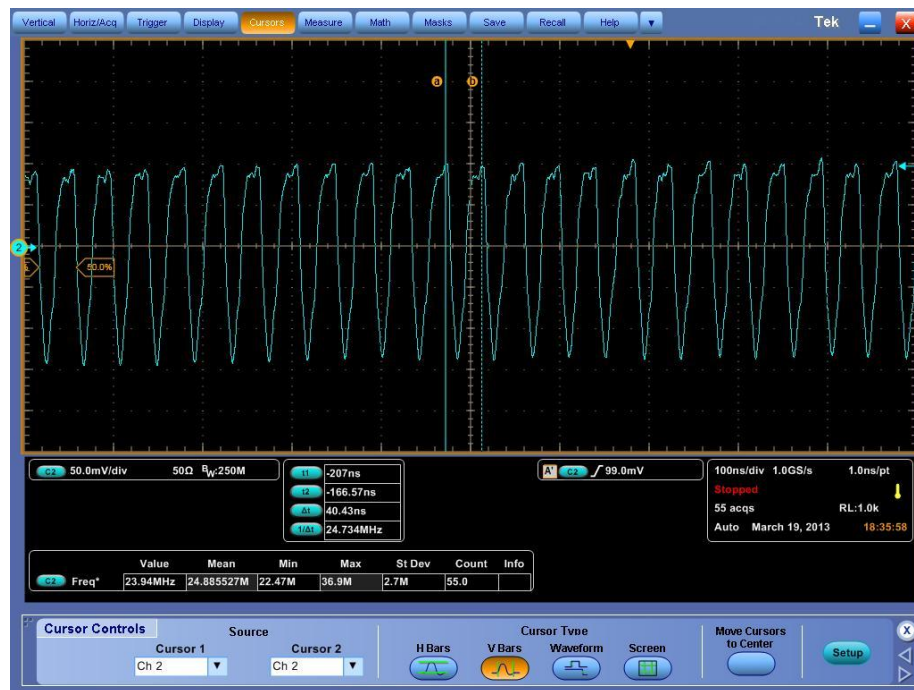 Vertical Horiz/Acq Trigger Display Cursors Measure Math Masks Save Recall Help Tek X
a b
2
50.0%
C2 50.0mV/div 50Ω BW:250M
t1 -207ns
t2 -166.57ns
Δt 40.43ns
1/Δt 24.734MHz
A' C2 99.0mV
100ns/div 1.0GS/s 1.0ns/pt
Stopped
55 acqs RL:1.0k
Auto March 19, 2013 18:35:58
Value Mean Min Max St Dev Count Info
C2 Freq* 23.94MHz 24.885527M 22.47M 36.9M 2.7M 55.0
Cursor Controls Source Cursor Type Move Cursors to Center X
Cursor 1 Cursor 2 H Bars V Bars Waveform Screen Setup
Ch 2 Ch 2